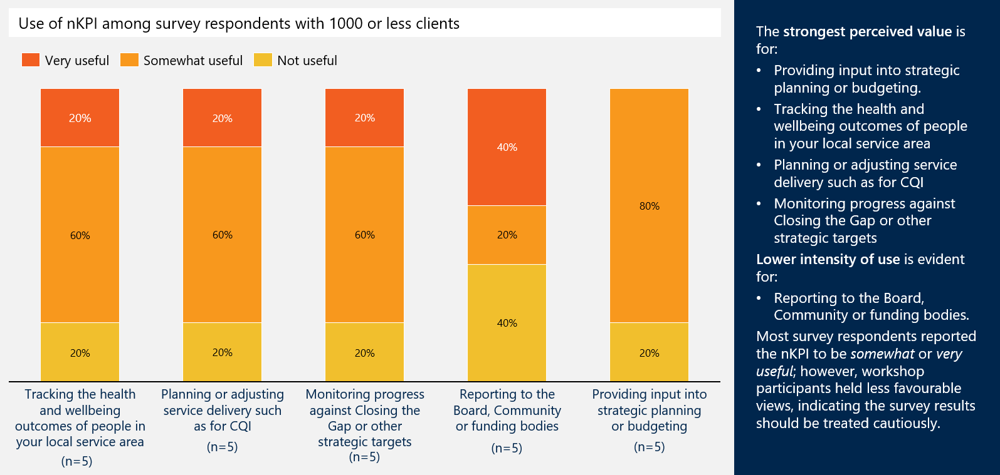 Use of nKPI among survey respondents with 1000 or less clients
Very useful
Somewhat useful
Not useful
20%
60%
20%
20%
60%
20%
20%
60%
20%
40%
20%
40%
80%
20%
Tracking the health
and wellbeing
outcomes of people in
your local service area
(n=5)
Planning or adjusting
service delivery such
as for CQI
(n=5)
Monitoring progress
against Closing the
Gap or other
strategic targets
(n=5)
Reporting to the
Board, Community
or funding bodies
(n=5)
Providing input into
strategic planning
or budgeting
(n=5)
The strongest perceived value is
for:
• Providing input into strategic
planning or budgeting.
• Tracking the health and
wellbeing outcomes of people
in your local service area
• Planning or adjusting service
delivery such as for CQI
• Monitoring progress against
Closing the Gap or other
strategic targets
Lower intensity of use is evident
for:
• Reporting to the Board,
Community or funding bodies.
Most survey respondents reported
the nKPI to be somewhat or very
useful; however, workshop
participants held less favourable
views, indicating the survey results
should be treated cautiously.